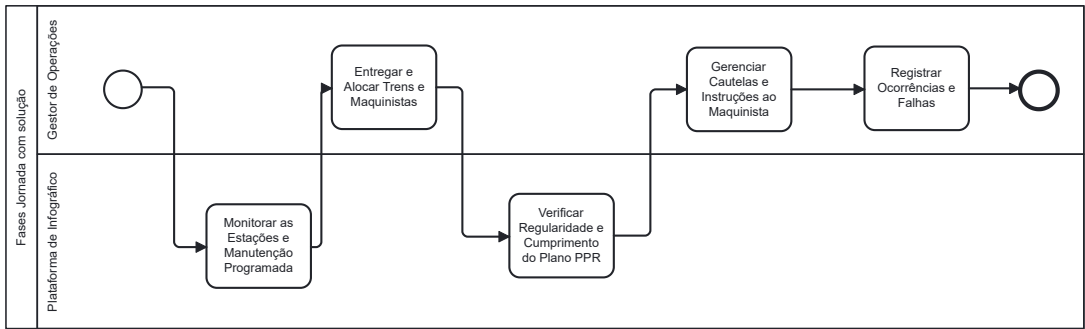 Fases Jornada com solução
Gestor de Operações
Entregar e
Alocar Trens e
Maquinistas
Gerenciar
Cautelas e
Instruções ao
Maquinista
Registrar
Ocorrências e
Falhas
Plataforma de Infográfico
Monitorar as
Estações e
Manutenção
Programada
Verificar
Regularidade e
Cumprimento
do Plano PPR